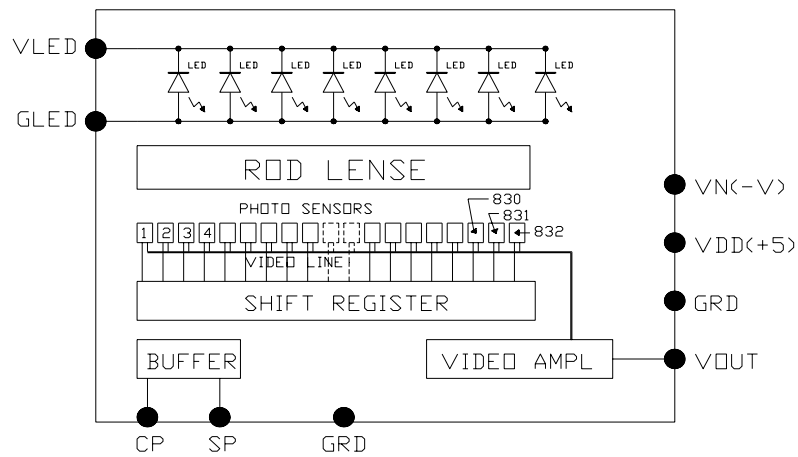 VLED
LED LED LED LED LED LED LED LED
GLED
ROD LENSE
VN(-V)
830
PHOTO SENSORS
831
1 2 3 4
832
VDD(+5)
VIDEO LINE
SHIFT REGISTER
GRD
BUFFER
VIDEO AMPL
VOUT
CP SP GRD